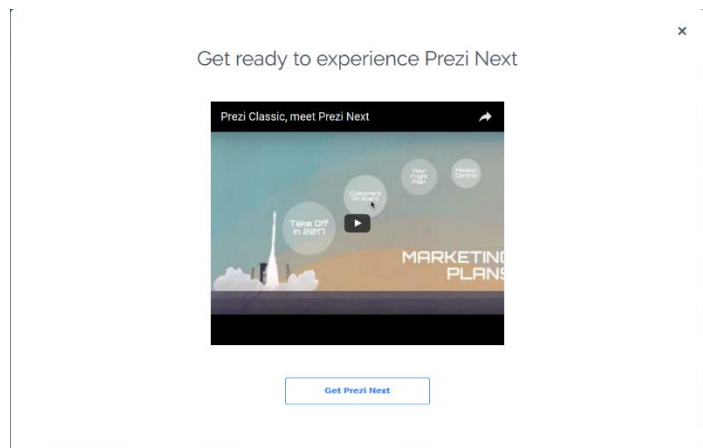 Get ready to experience Prezi Next
Prezi Classic, meet Prezi Next
Your
Flight
Plan
Mission
Control
Customers
On Board
Take Off
in 2017
MARKETING
PLANS
Get Prezi Next